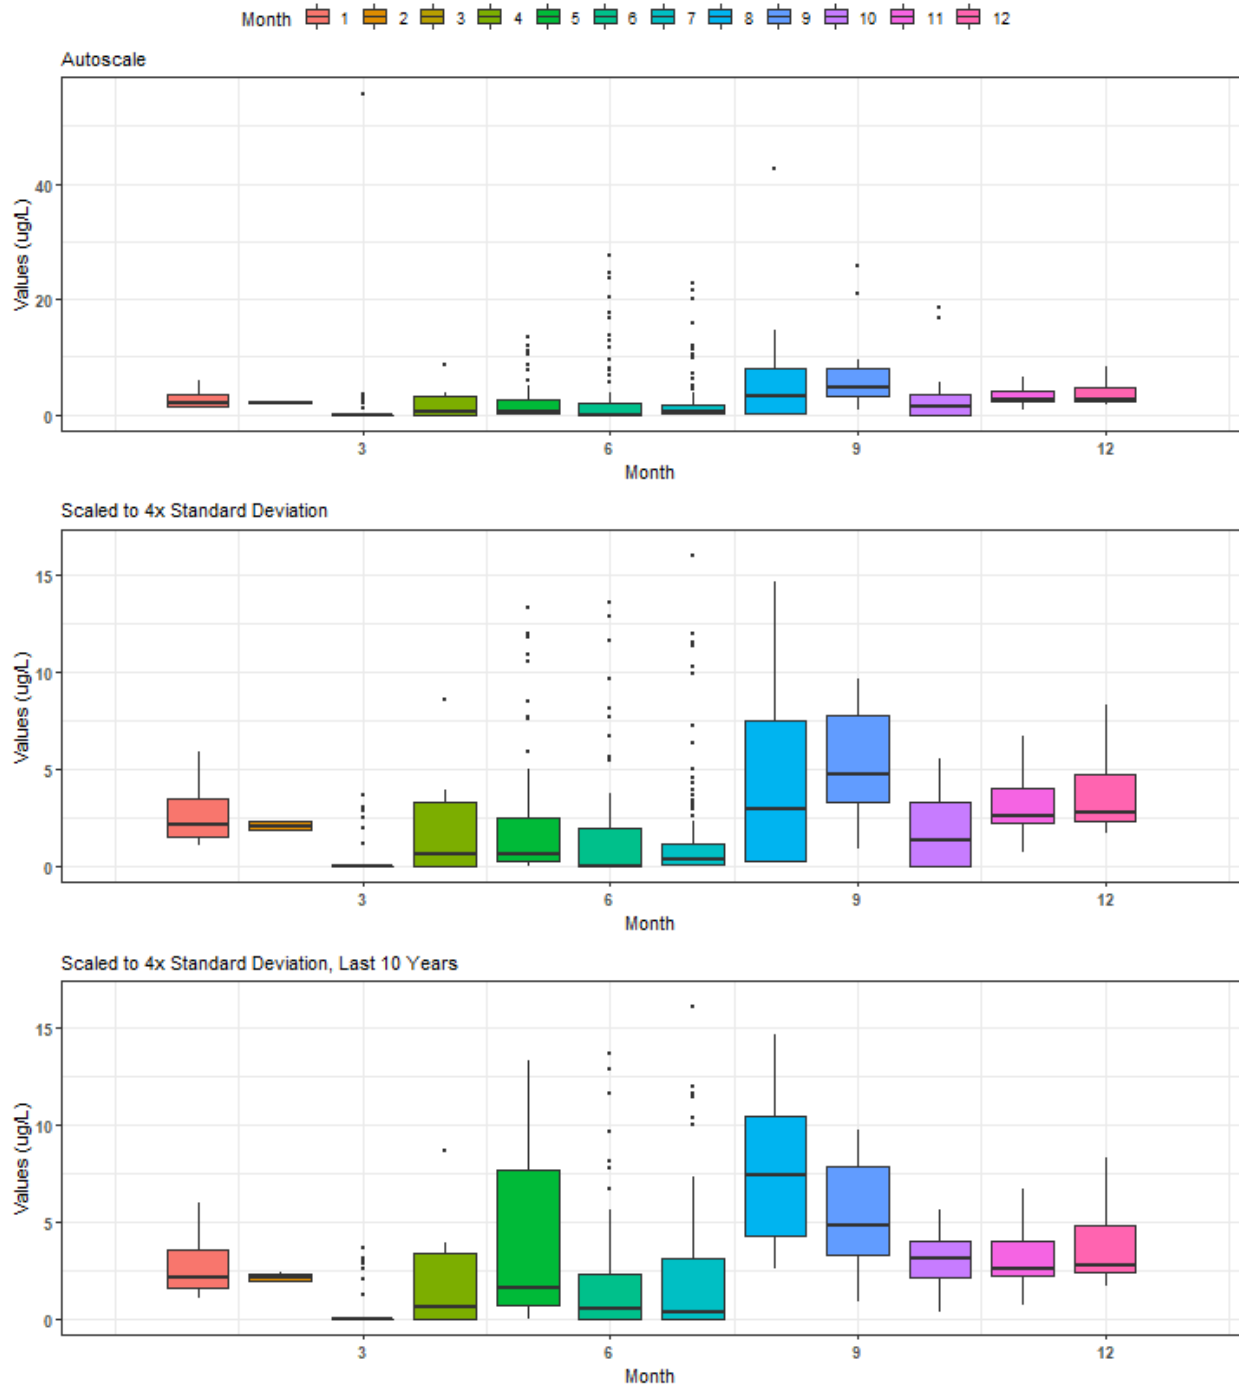 Month 1 2 3 4 5 6 7 8 9 10 11 12
Autoscale
Values (ug/L)
40
20
0
3 6 9 12
Month
Scaled to 4x Standard Deviation
Values (ug/L)
15
10
5
0
3 6 9 12
Month
Scaled to 4x Standard Deviation, Last 10 Years
Values (ug/L)
15
10
5
0
3 6 9 12
Month